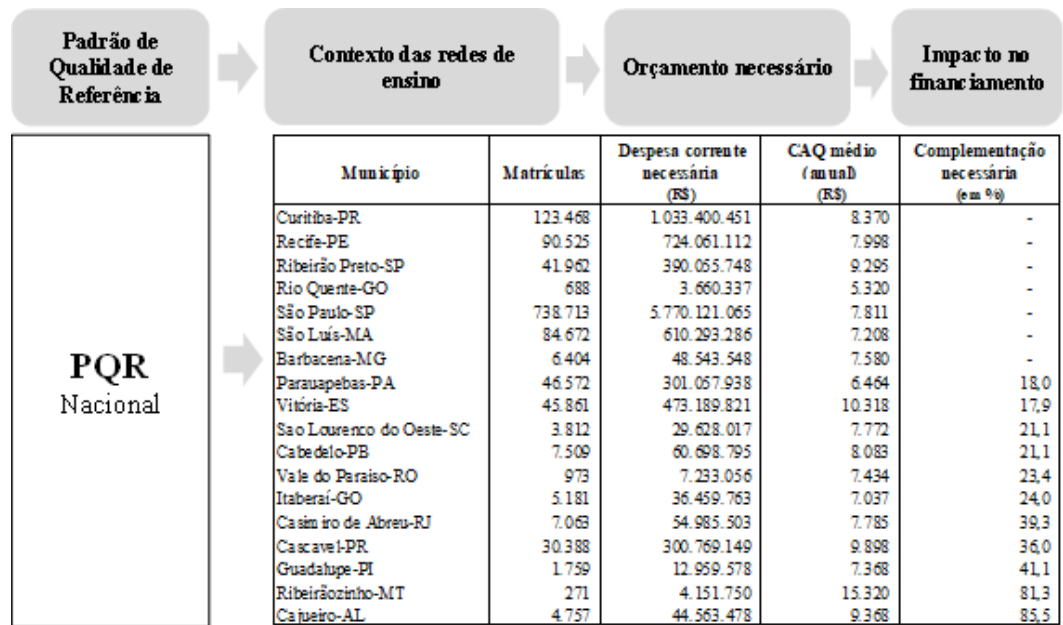 Padrão de
Qualidade de
Referência
Contexto das redes de
ensino
Orçamento necessário
Impacto no
financiamento
PQR
Nacional
Município Matrículas Despesa corrente necessária (R$) CAQ médio (anual) (R$) Complementação necessária (em %)
Curitiba-PR 123.468 1.033.400.451 8.370 -
Recife-PE 90.525 724.061.112 7.998 -
Ribeirão Preto-SP 41.962 390.055.748 9.295 -
Rio Quente-GO 688 3.660.337 5.320 -
São Paulo-SP 738.713 5.770.121.065 7.811 -
São Luís-MA 84.672 610.293.286 7.208 -
Barbacena-MG 6.404 48.543.548 7.580 -
Parauapebas-PA 46.572 301.057.938 6.464 18,0
Vitória-ES 45.861 473.189.821 10.318 17,9
Sao Lourenco do Oeste-SC 3.812 29.628.017 7.772 21,1
Cabedelo-PB 7.509 60.698.795 8.083 21,1
Vale do Paraiso-RO 973 7.233.056 7.434 23,4
Itaberaí-GO 5.181 36.459.763 7.037 24,0
Casimiro de Abreu-RJ 7.063 54.985.503 7.785 39,3
Cascavel-PR 30.388 300.769.149 9.898 36,0
Guadalupe-PI 1.759 12.959.578 7.368 41,1
Ribeirãozinho-MT 271 4.151.750 15.320 81,3
Cajueiro-AL 4.757 44.563.478 9.368 85,5